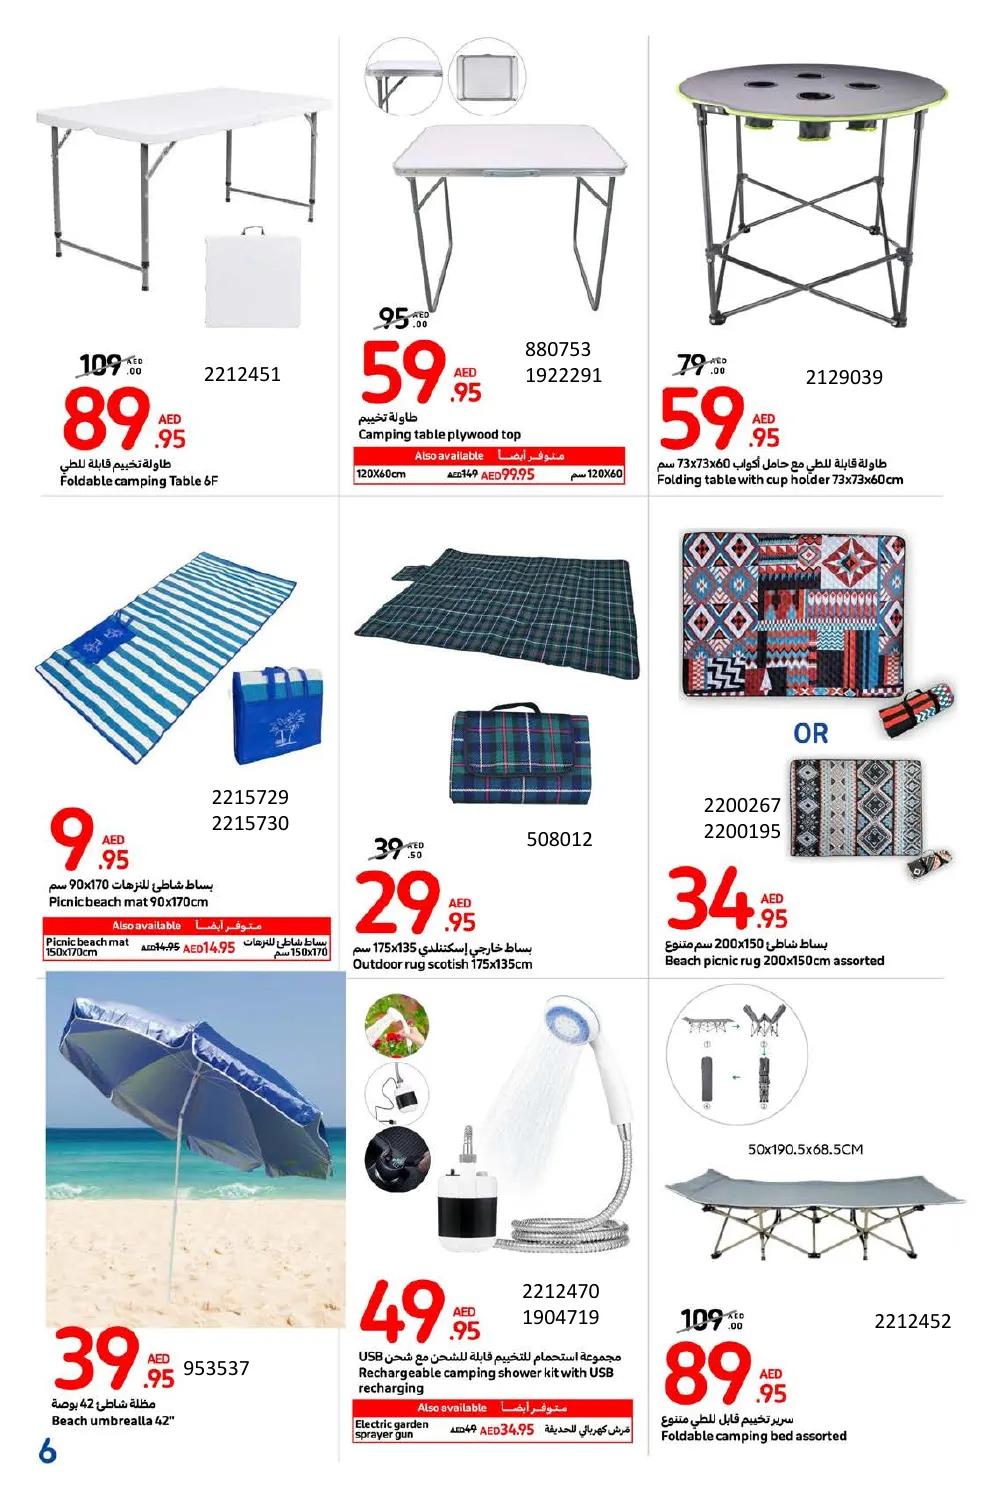 109 AED .00
89 AED .95
2212451
طاولة تخييم قابلة للطي
Foldable camping Table 6F
95 AED .00
59 AED .95
880753
1922291
طاولة تخييم
Camping table plywood top
Also available متوفر أيضاً
120X60cm AED149 AED99.95 120X60 سم
79 AED .00
59 AED .95
2129039
طاولة قابلة للطي مع حامل أكواب 73x73x60 سم
Folding table with cup holder 73x73x60cm
2215729
2215730
9 AED .95
بساط شاطئ للنزهات 90x170 سم
Picnic beach mat 90x170cm
Also available متوفر أيضاً
Picnic beach mat AED14.95 AED14.95 بساط شاطئ للنزهات
150x170cm 150x170 سم
508012
39 AED .50
29 AED .95
بساط خارجي إسكتلندي 175x135 سم
Outdoor rug scotish 175x135cm
OR
2200267
2200195
34 AED .95
بساط شاطئ 200x150 سم متنوع
Beach picnic rug 200x150cm assorted
39 AED .95
953537
مظلة شاطئ 42 بوصة
Beach umbrealla 42"
2212470
1904719
49 AED .95
مجموعة استحمام للتخييم قابلة للشحن مع شحن USB
Rechargeable camping shower kit with USB
recharging
Also available متوفر أيضاً
Electric garden AED49 AED34.95 مَرش كهربائي للحديقة
sprayer gun
50x190.5x68.5CM
109 AED .00
2212452
89 AED .95
سرير تخييم قابل للطي متنوع
Foldable camping bed assorted
6